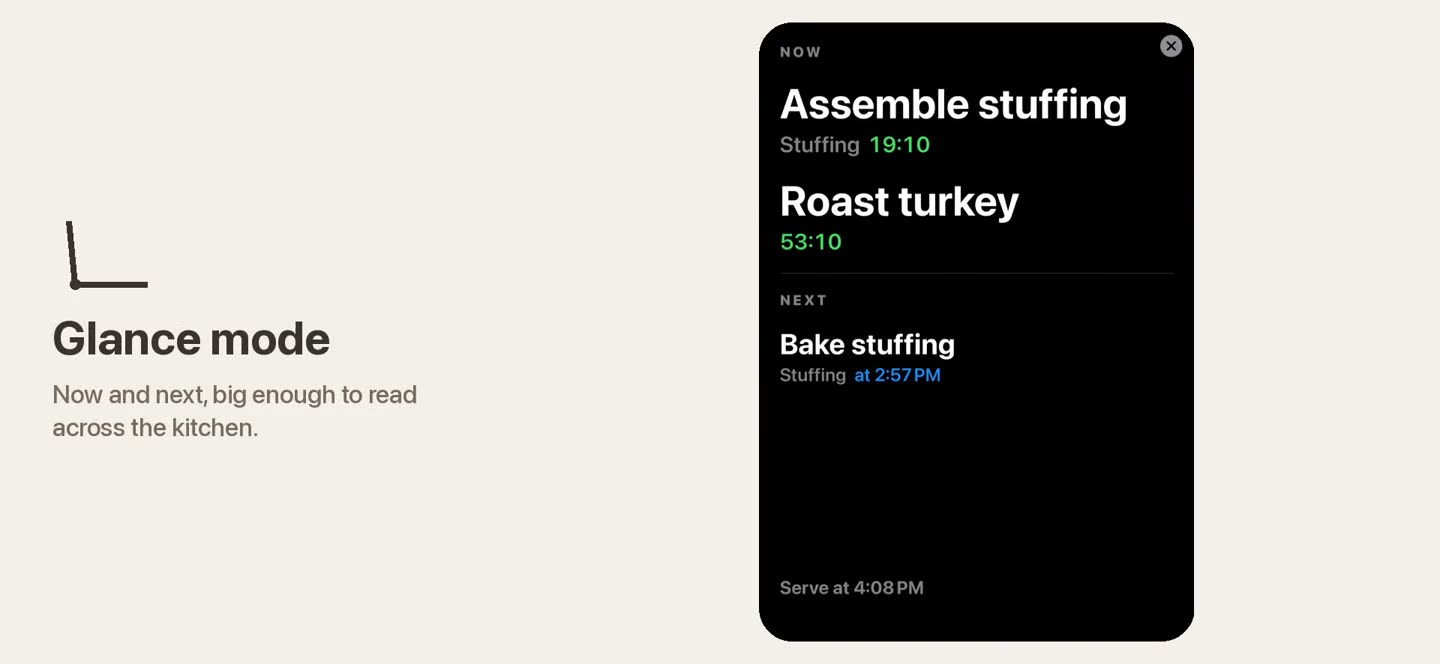 Glance mode
Now and next, big enough to read
across the kitchen.
NOW
Assemble stuffing
Stuffing 19:10
Roast turkey
53:10
NEXT
Bake stuffing
Stuffing at 2:57 PM
Serve at 4:08 PM